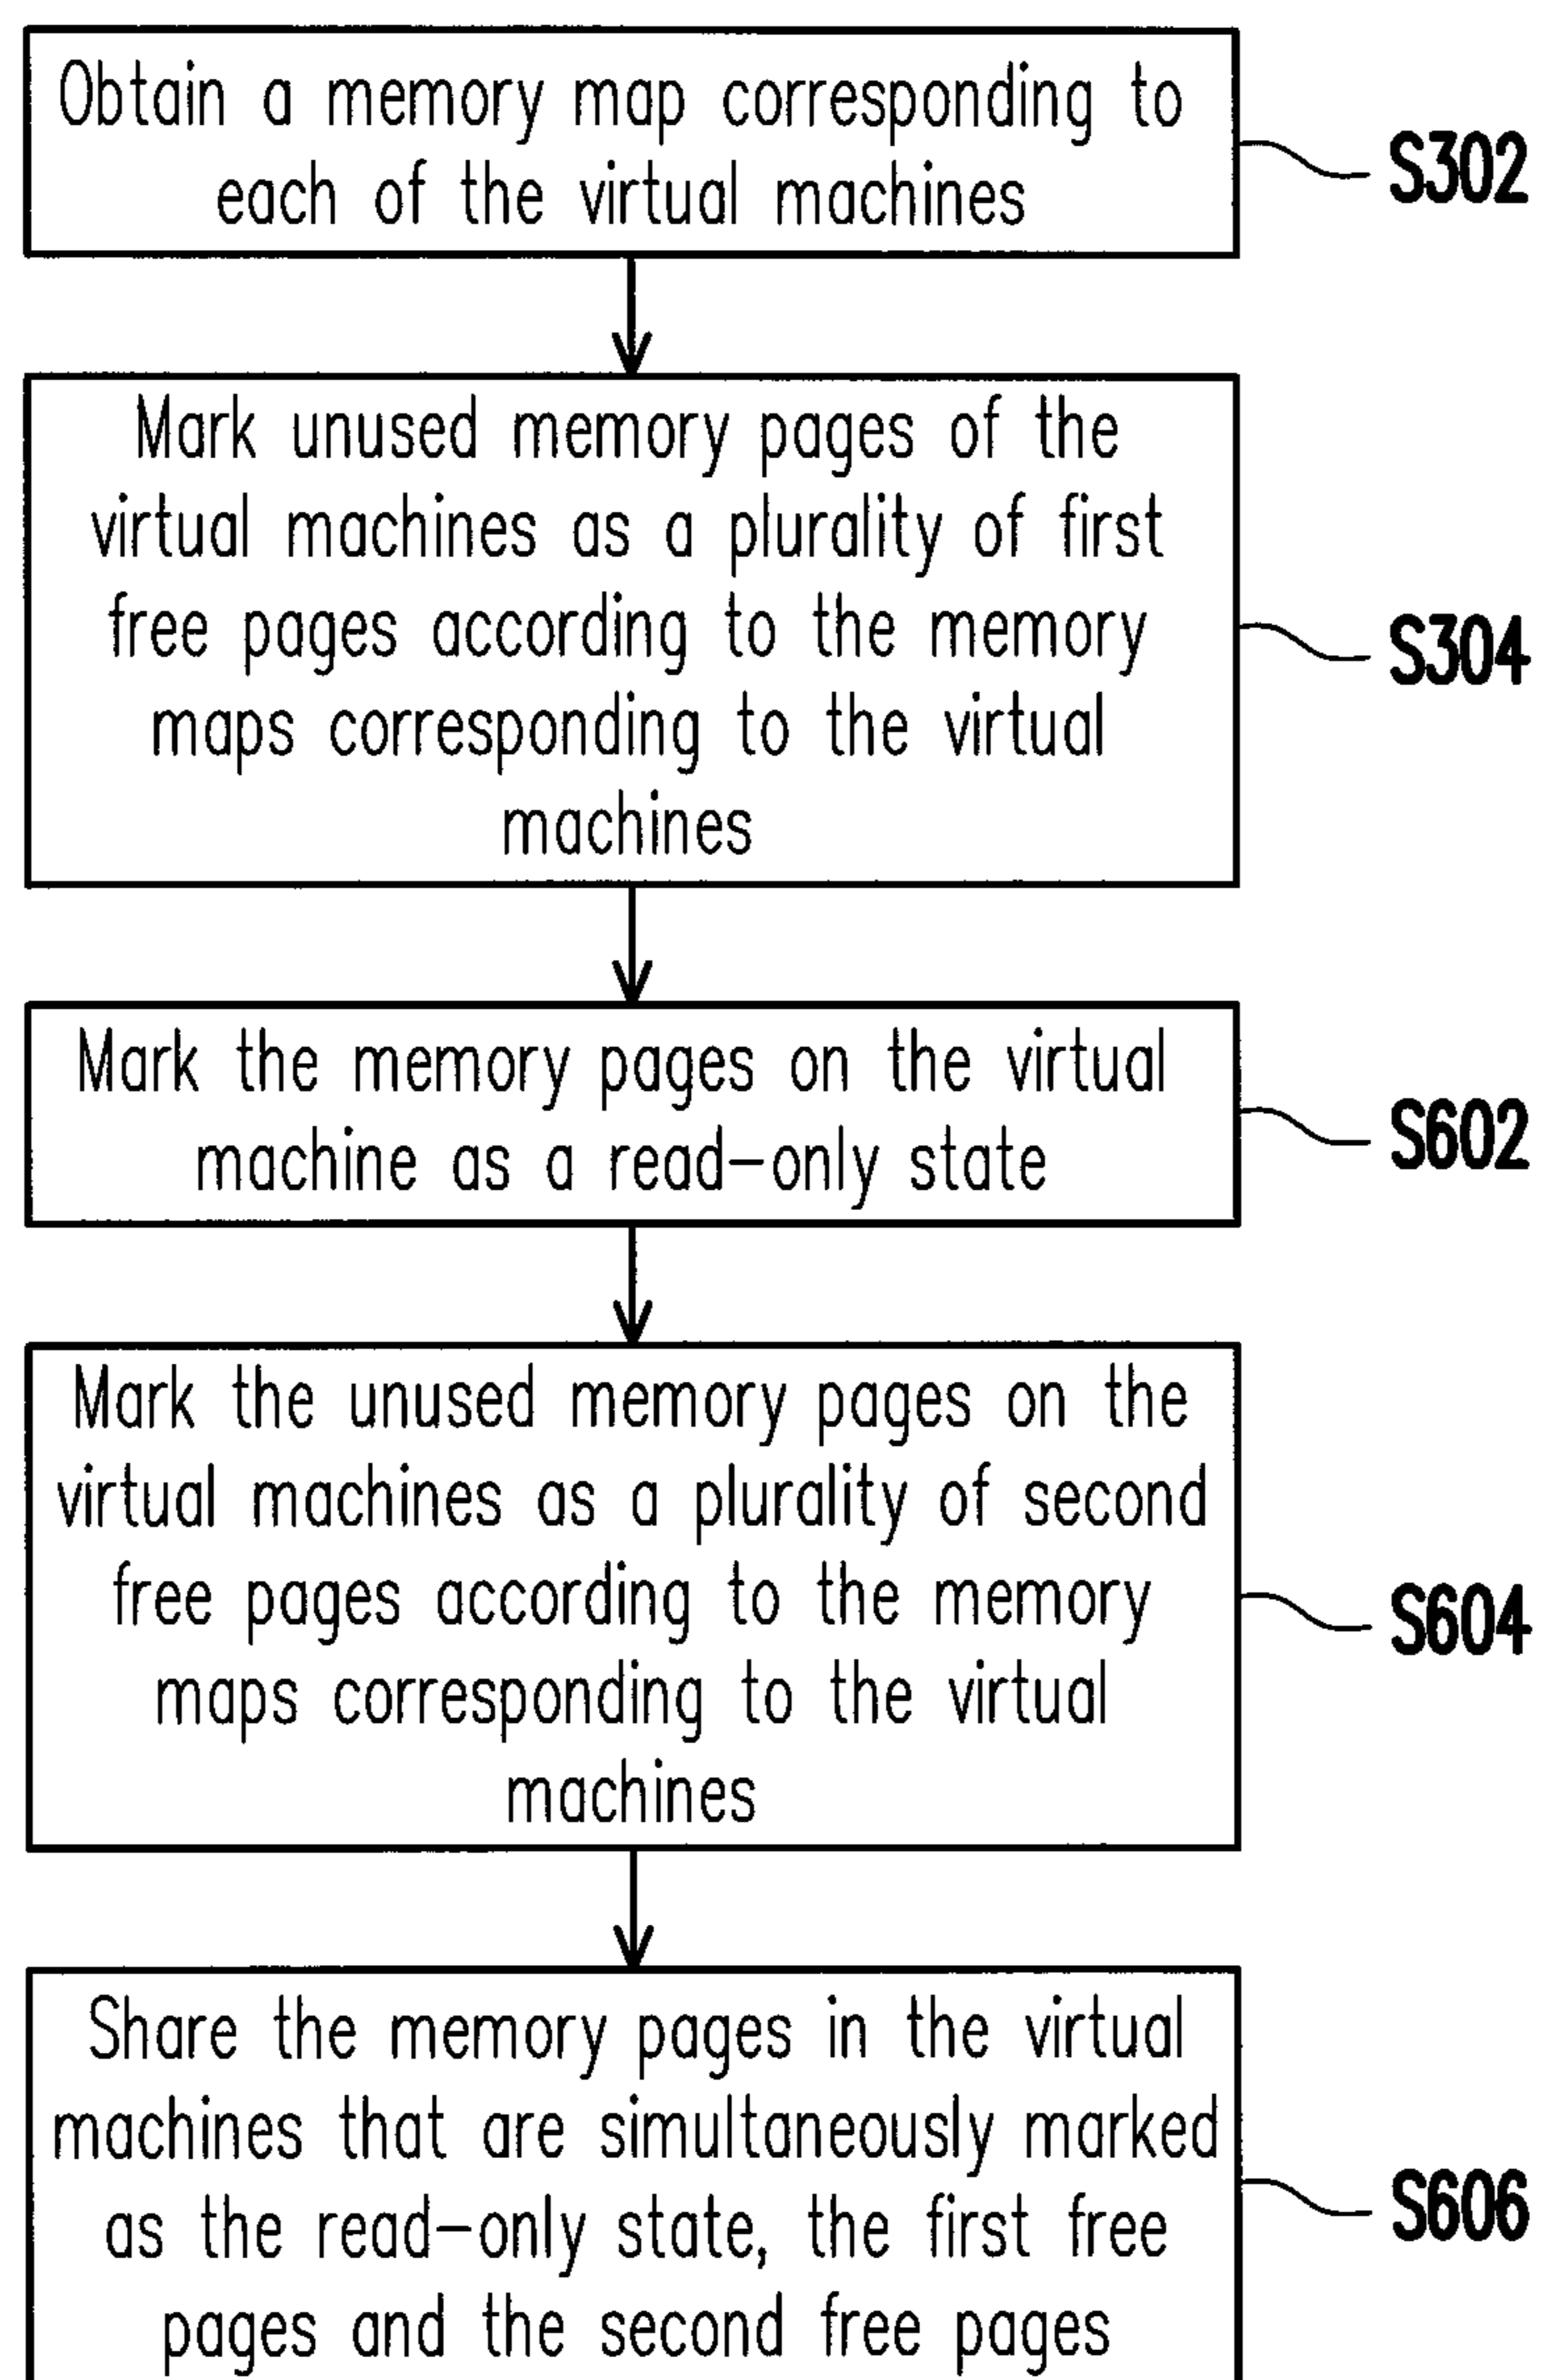 Obtain a memory map corresponding to
each of the virtual machines
S302
Mark unused memory pages of the
virtual machines as a plurality of first
free pages according to the memory
maps corresponding to the virtual
machines
S304
Mark the memory pages on the virtual
machine as a read-only state
S602
Mark the unused memory pages on the
virtual machines as a plurality of second
free pages according to the memory
maps corresponding to the virtual
machines
S604
Share the memory pages in the virtual
machines that are simultaneously marked
as the read-only state, the first free
pages and the second free pages
S606